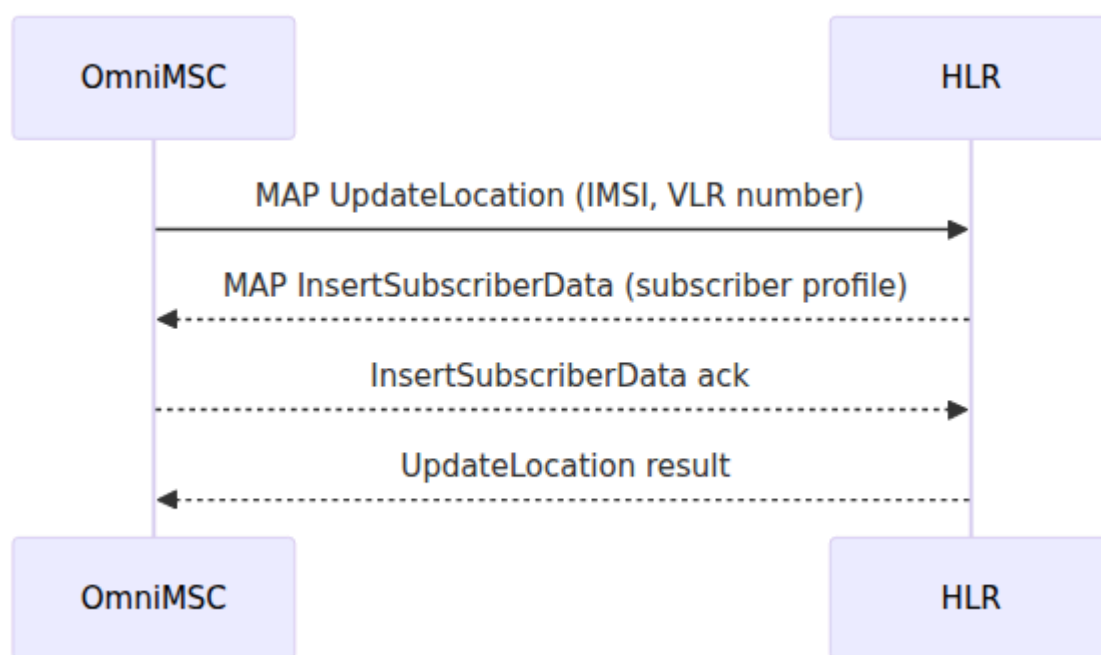 OmniMSC
HLR
MAP UpdateLocation (IMSI, VLR number)
MAP InsertSubscriberData (subscriber profile)
InsertSubscriberData ack
UpdateLocation result
OmniMSC
HLR